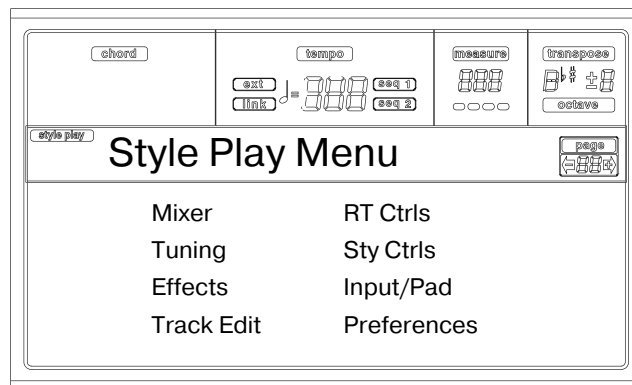 chord
tempo
measure
transpose
ext
seq 1
link
seq 2
octave
style play
Style Play Menu
page
Mixer
RT Ctrls
Tuning
Sty Ctrls
Effects
Input/Pad
Track Edit
Preferences